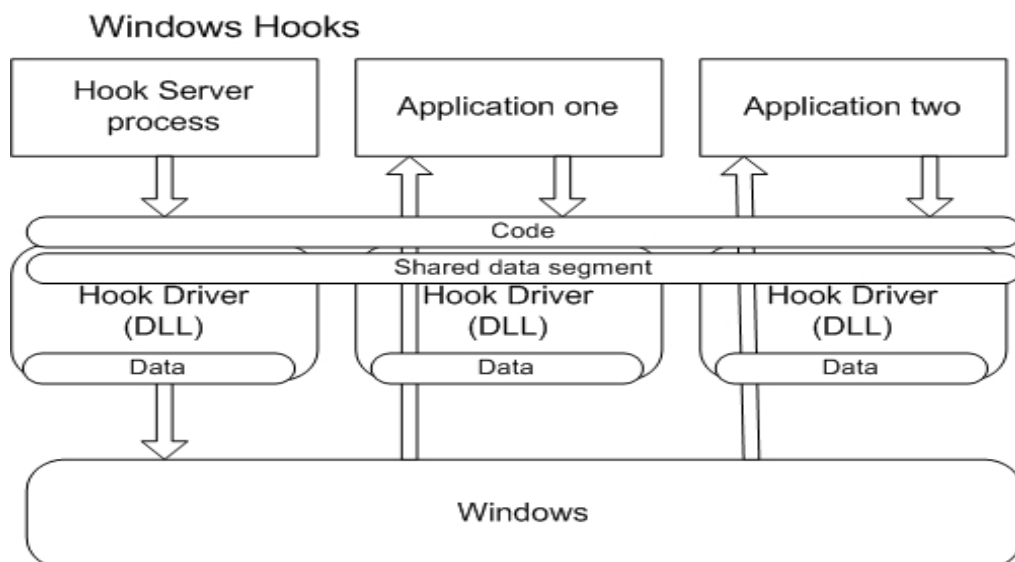 Windows Hooks
Hook Server
process
Application one
Application two
Code
Shared data segment
Hook Driver
(DLL)
Hook Driver
(DLL)
Hook Driver
(DLL)
Data
Data
Data
Windows